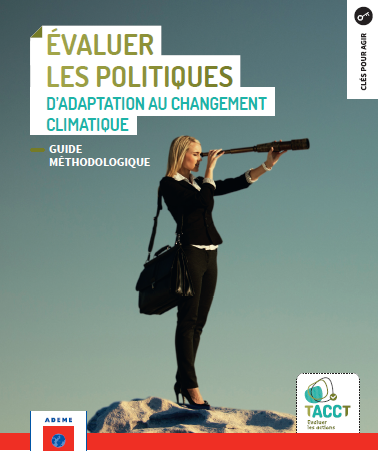 CLÉS POUR AGIR
ÉVALUER
LES POLITIQUES
D'ADAPTATION AU CHANGEMENT
CLIMATIQUE
GUIDE
MÉTHODOLOGIQUE
TACCT
Évaluer
les actions
ADEME